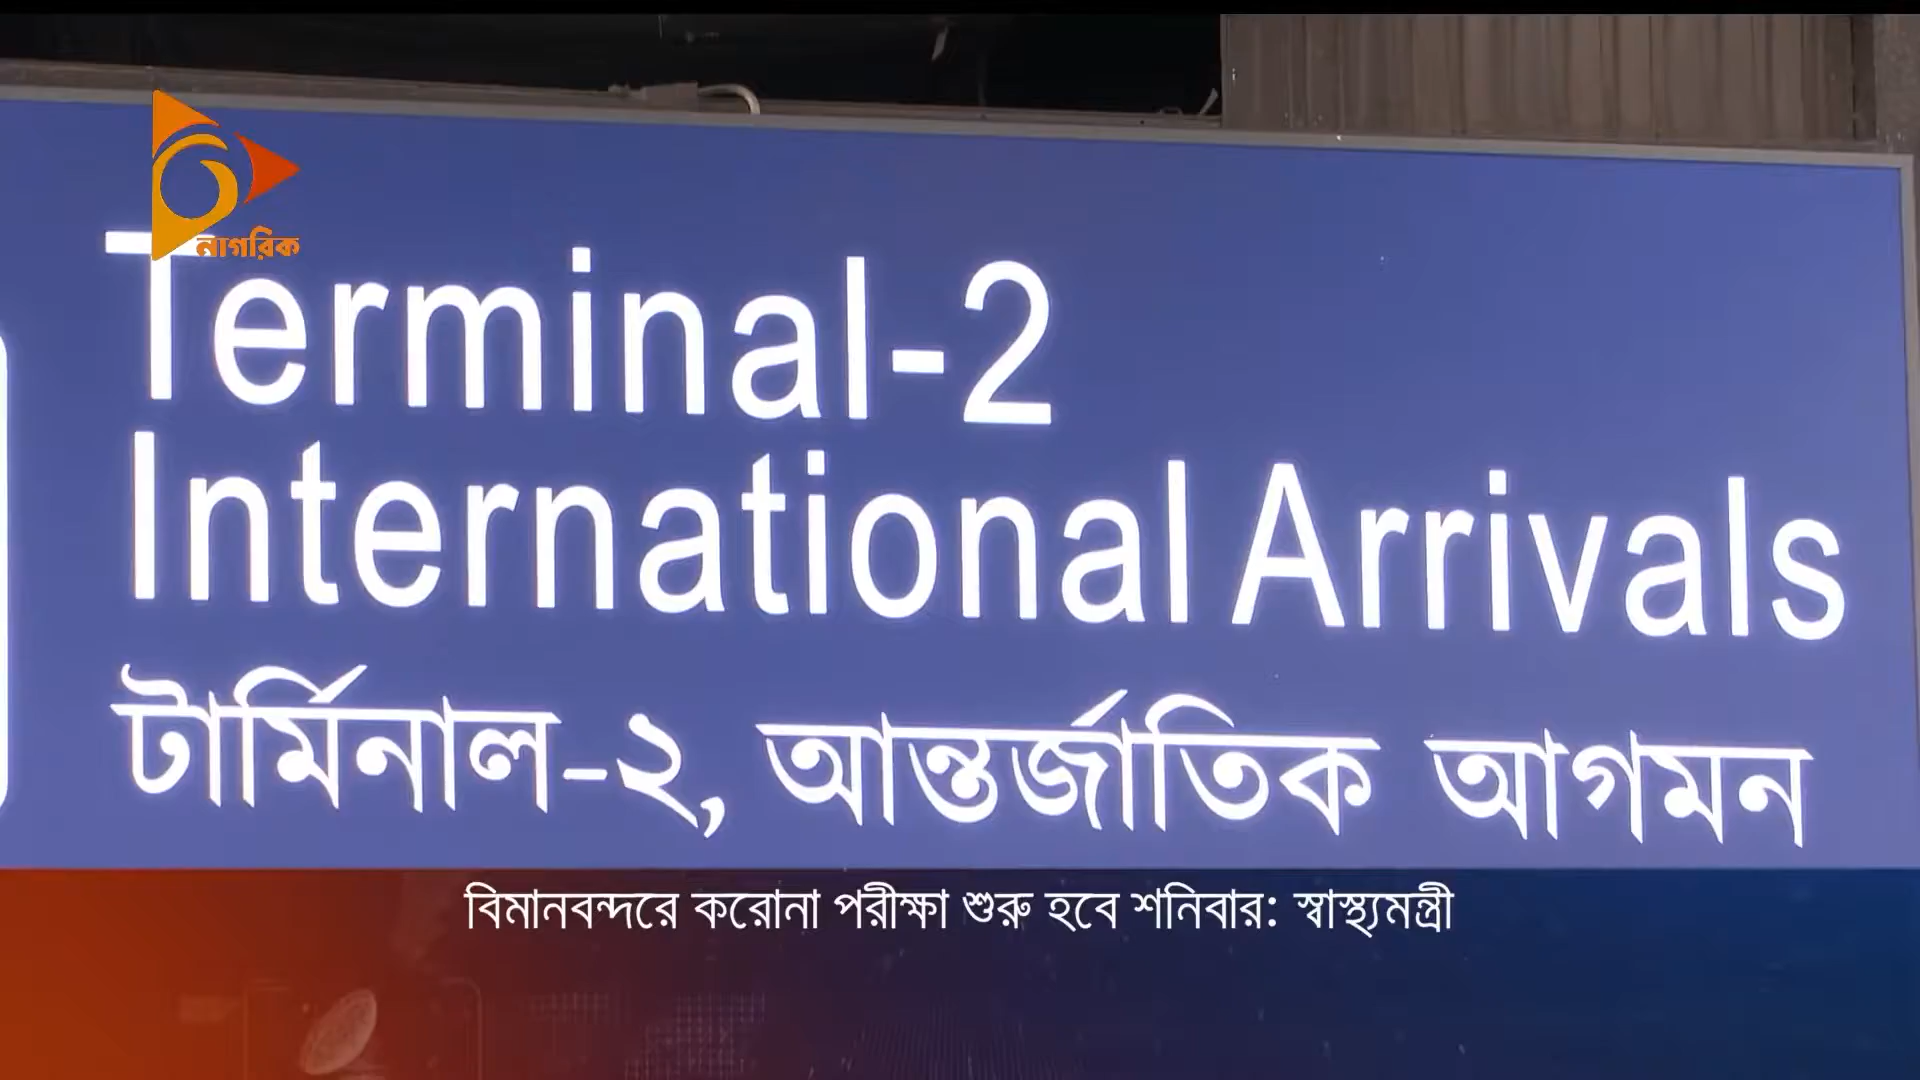 নাগরিক
Terminal-2
International Arrivals
টার্মিনাল-২, আন্তর্জাতিক আগমন
বিমানবন্দরে করোনা পরীক্ষা শুরু হবে শনিবার: স্বাস্থ্যমন্ত্রী